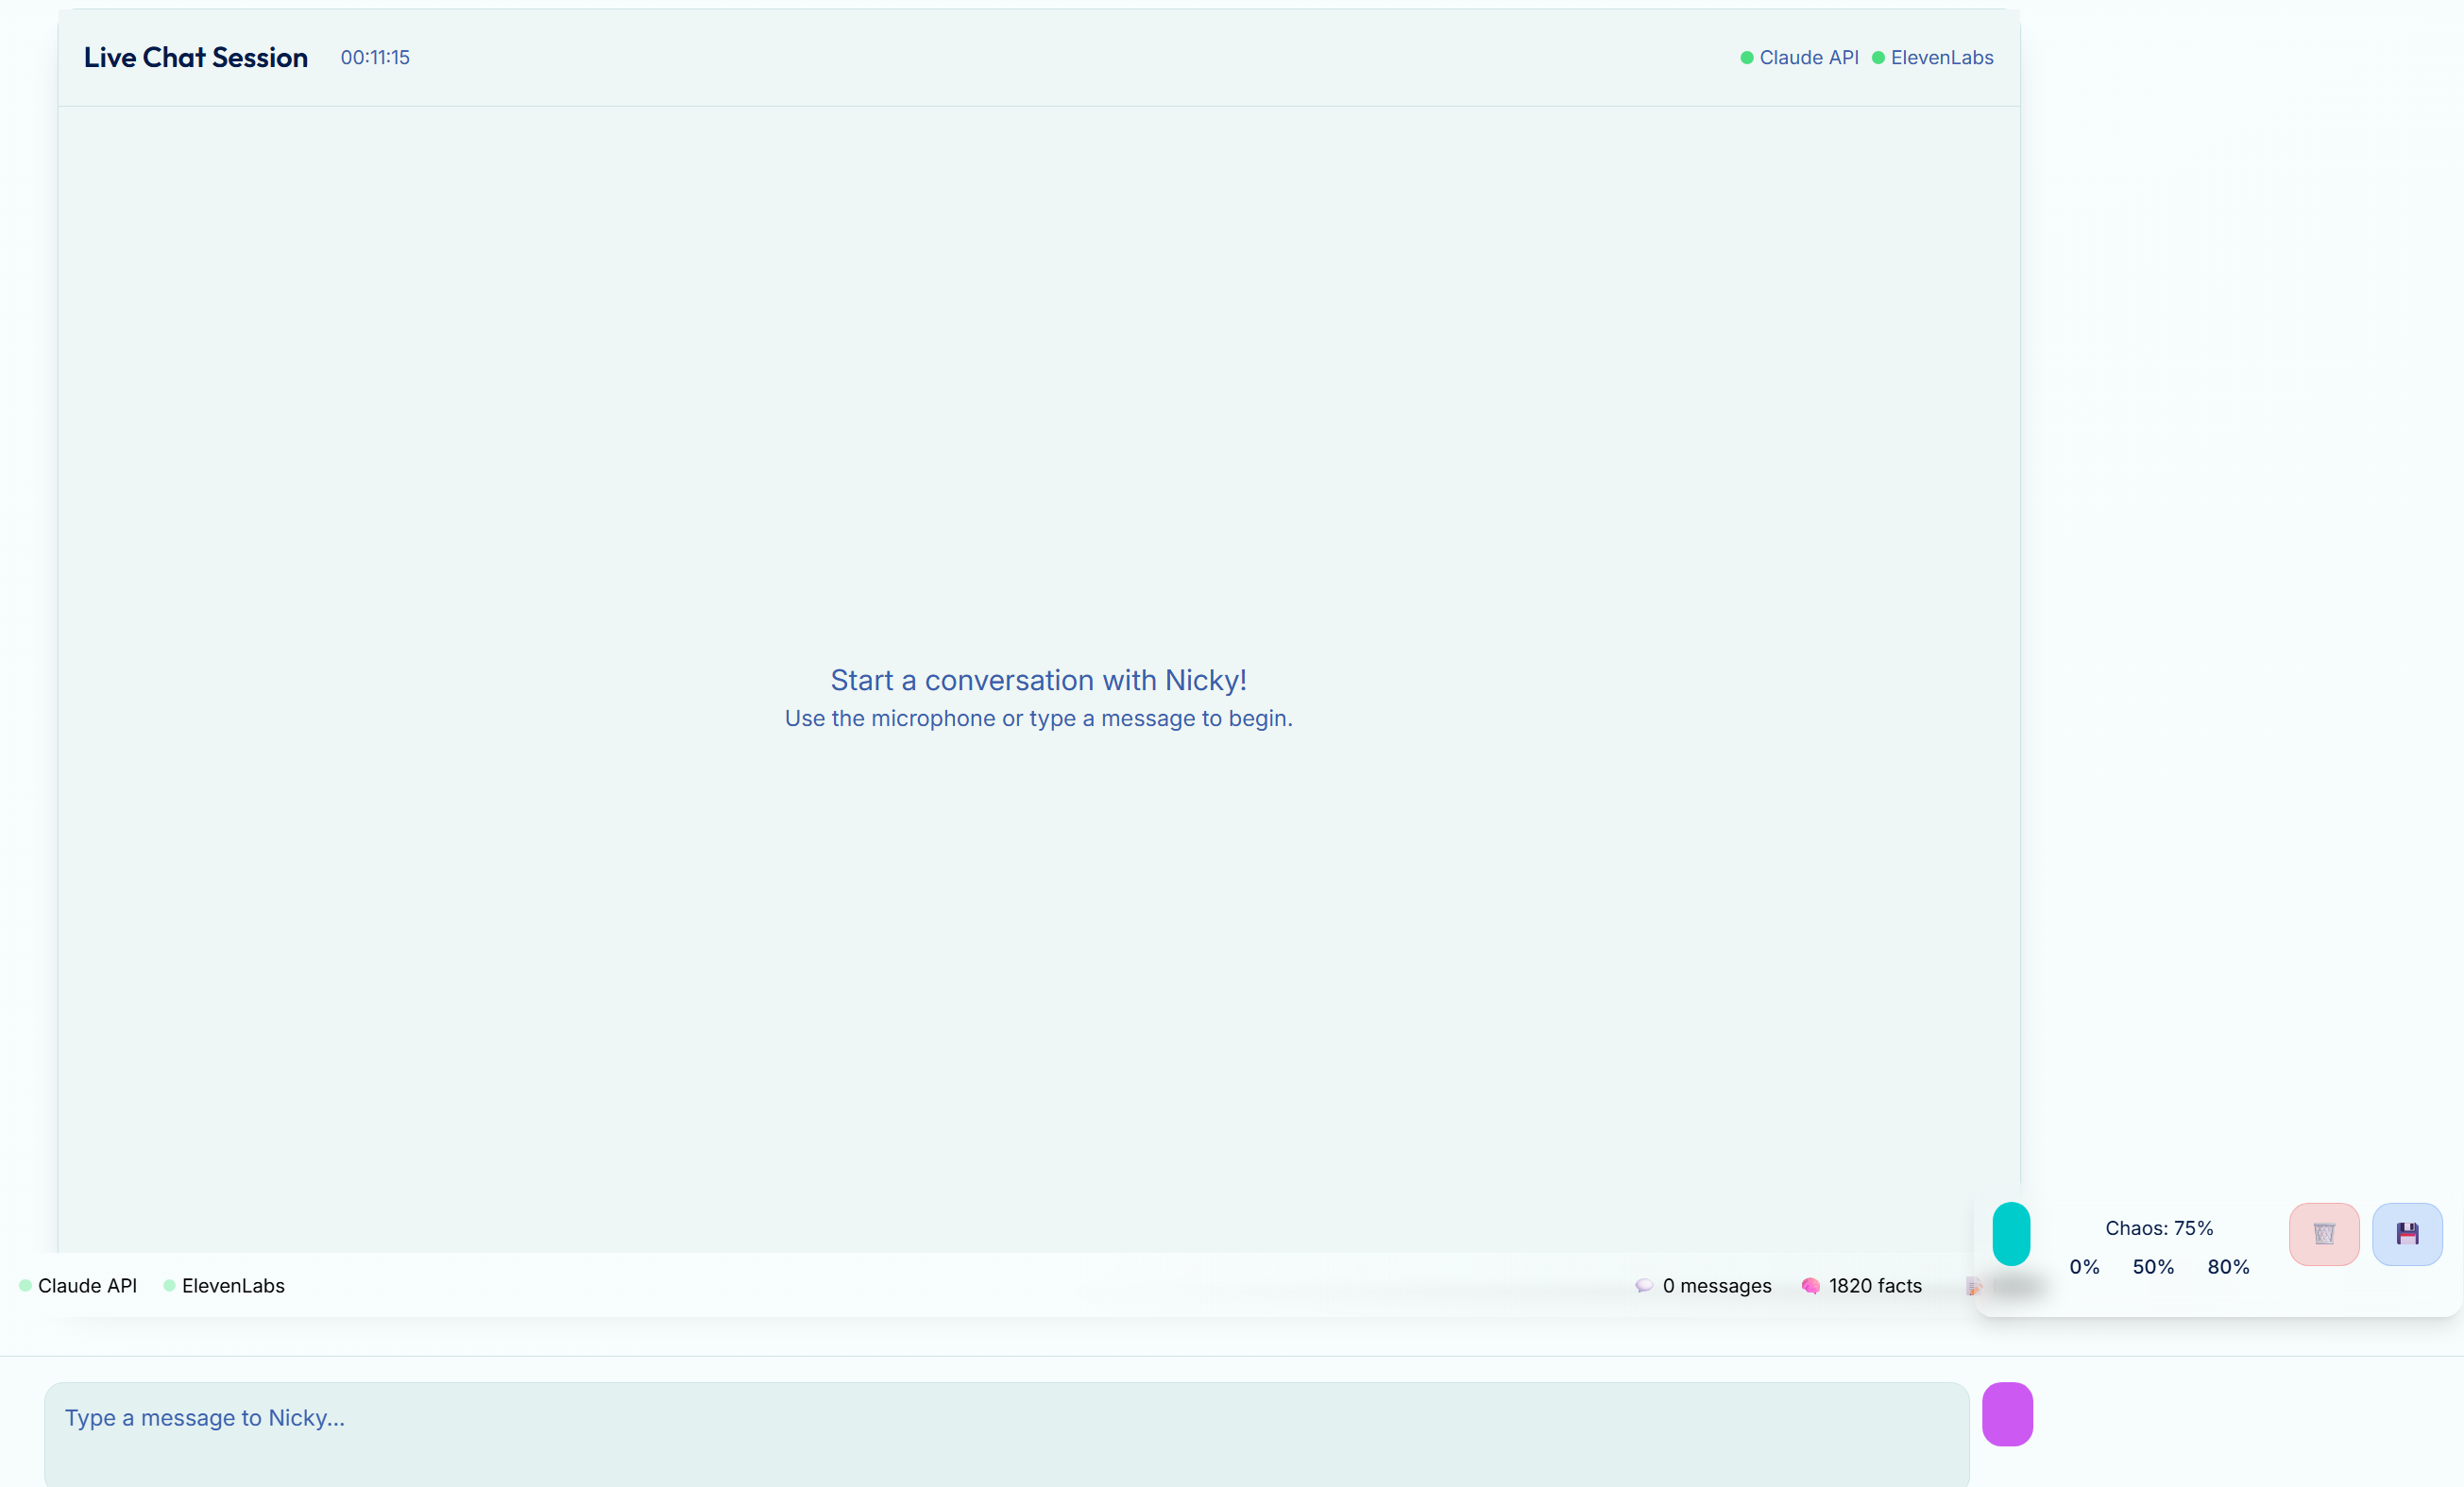 Live Chat Session 00:11:15 Claude API ElevenLabs
Start a conversation with Nicky!
Use the microphone or type a message to begin.
Chaos: 75%
0% 50% 80%
Claude API ElevenLabs 0 messages 1820 facts
Type a message to Nicky...